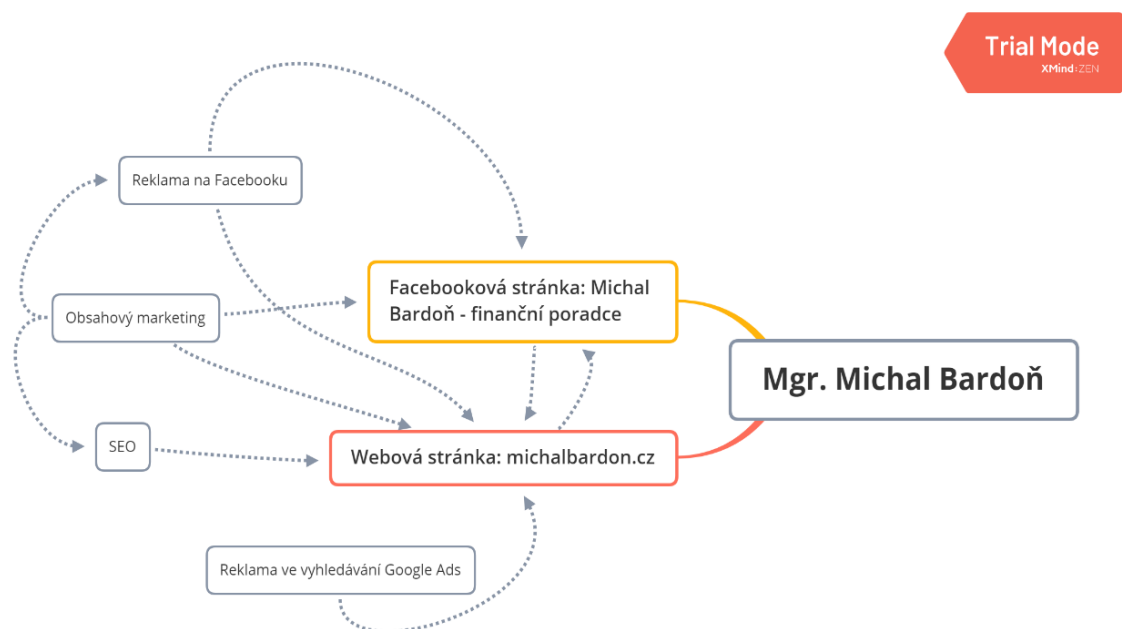 Trial Mode
XMind:ZEN
Reklama na Facebooku
Facebooková stránka: Michal
Bardoň - finanční poradce
Obsahový marketing
Mgr. Michal Bardoň
SEO
Webová stránka: michalbardon.cz
Reklama ve vyhledávání Google Ads